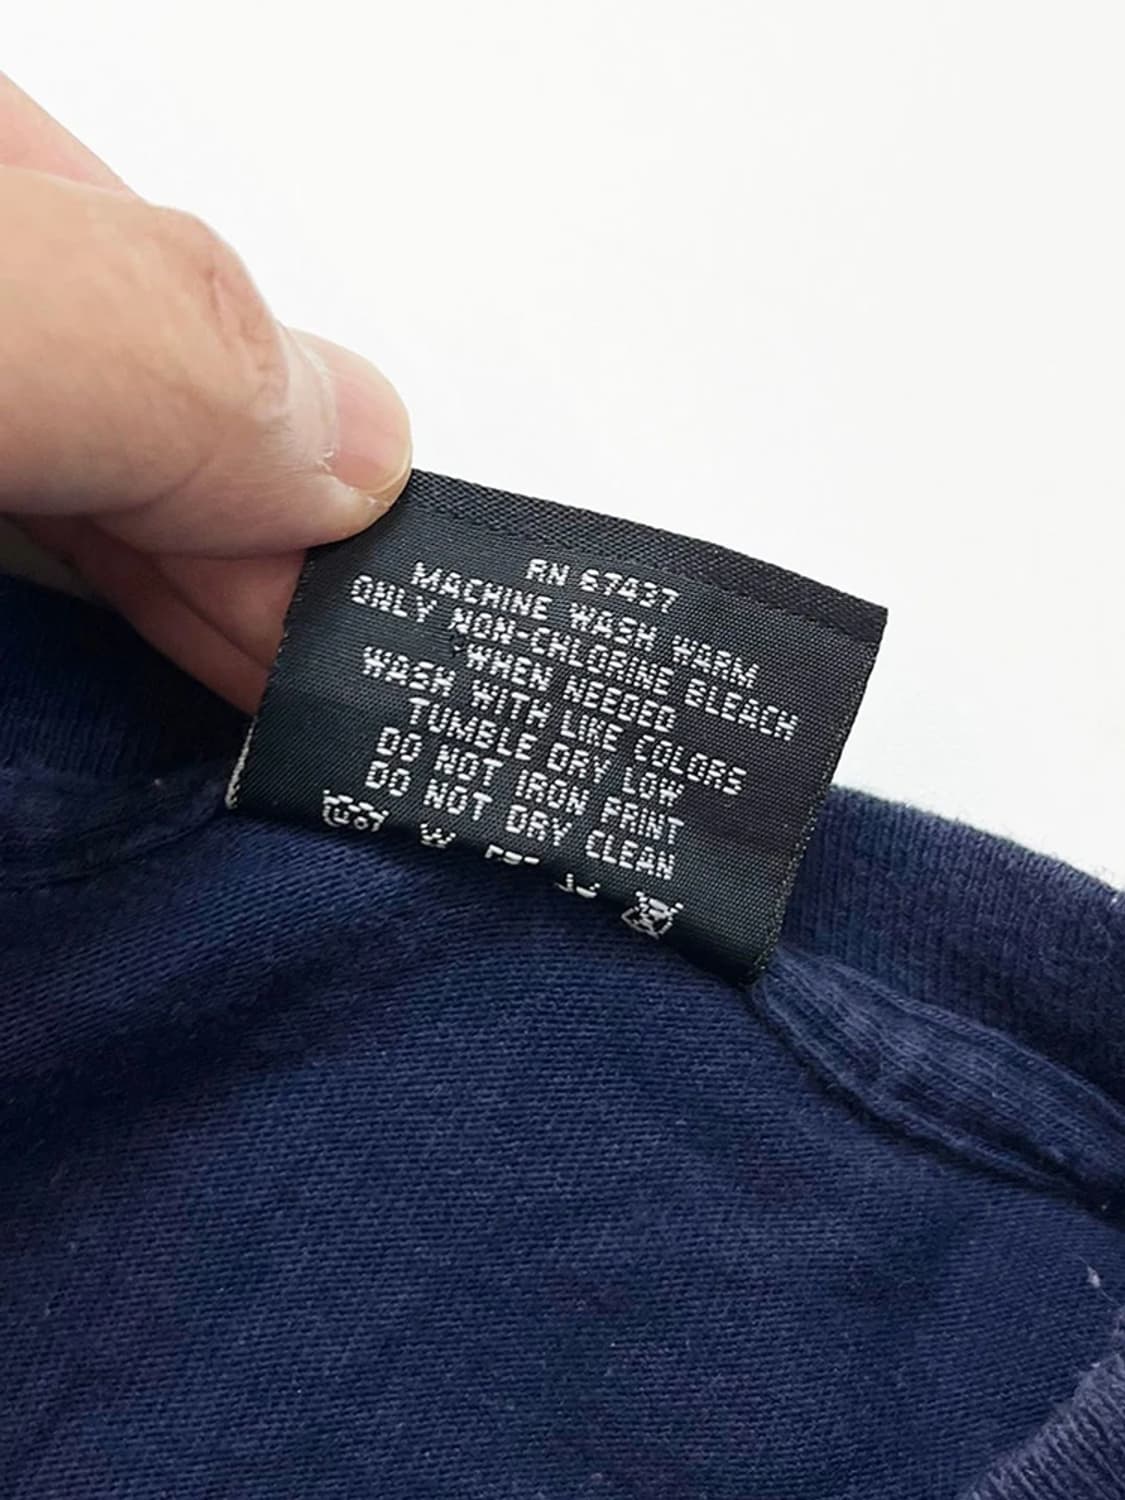 RN 67437
MACHINE WASH WARM
ONLY NON-CHLORINE BLEACH
WHEN NEEDED
WASH WITH LIKE COLORS
TUMBLE DRY LOW
DO NOT IRON PRINT
DO NOT DRY CLEAN